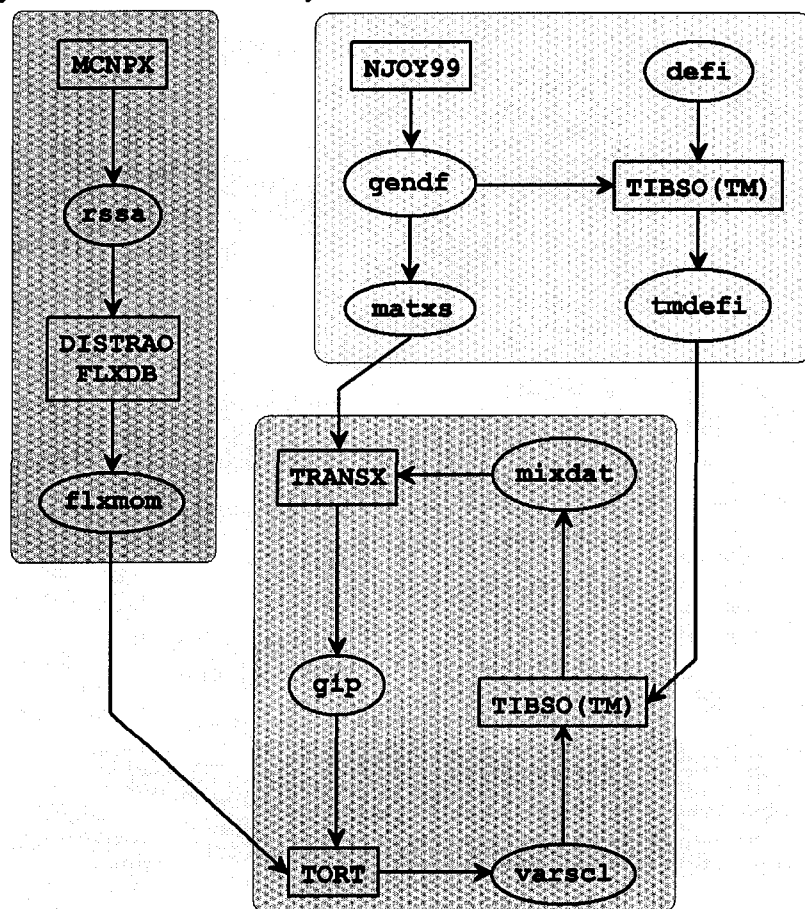 MCNPX
rssa
DISTRAO
FLXDB
flxmom
NJOY99
defi
gendf
TIBSO(TM)
matxs
tmdefi
TRANSX
mixdat
gip
TIBSO(TM)
TORT
varscl